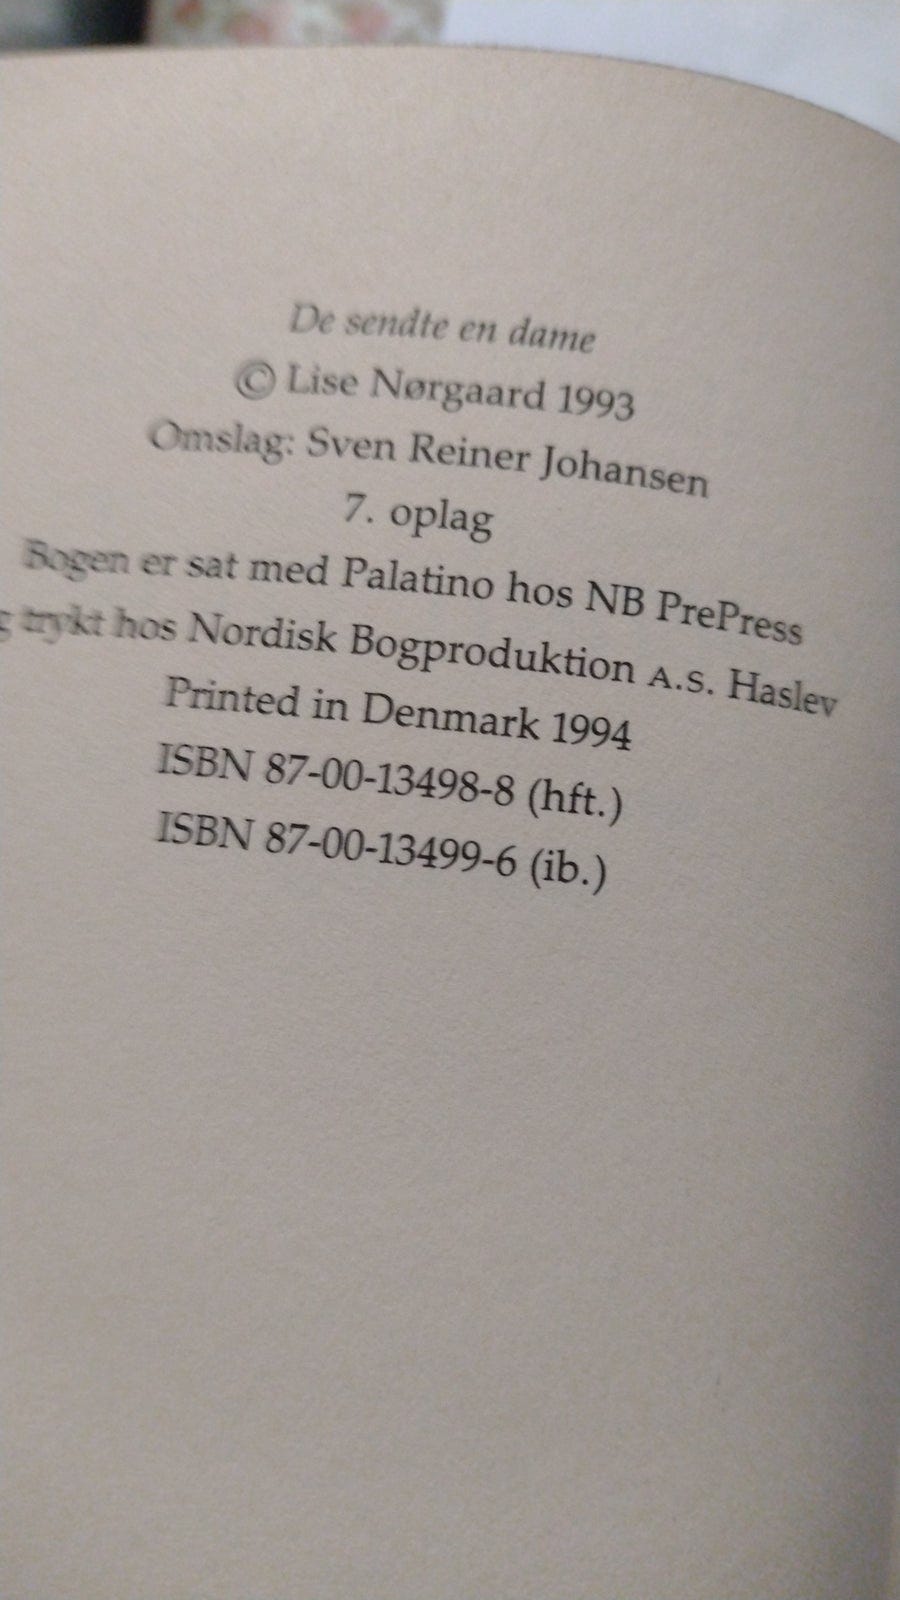 De sendte en dame
© Lise Nørgaard 1993
Omslag: Sven Reiner Johansen
7. oplag
Bogen er sat med Palatino hos NB PrePress
trykt hos Nordisk Bogproduktion A.S. Haslev
Printed in Denmark 1994
ISBN 87-00-13498-8 (hft.)
ISBN 87-00-13499-6 (ib.)